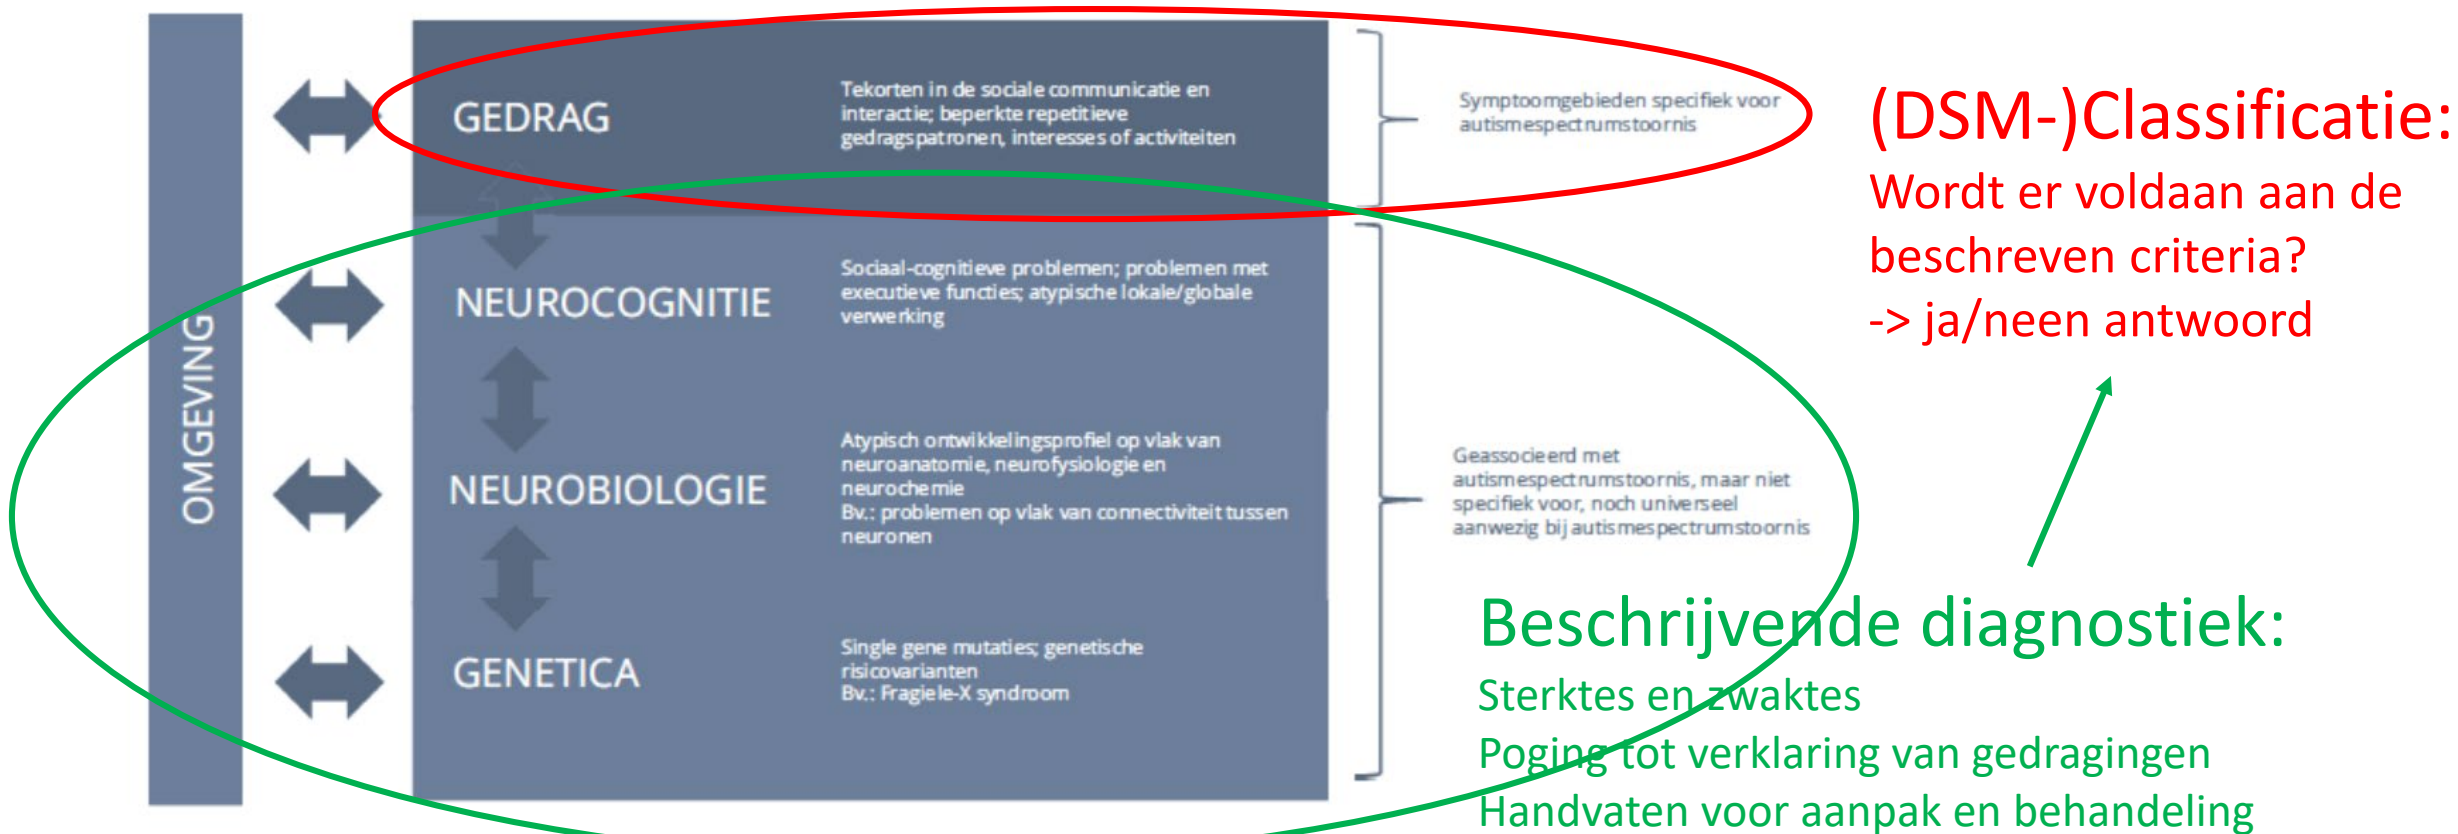 OMGEVING
GEDRAG
Tekorten in de sociale communicatie en
interactie; beperkte repetitieve
gedragspatronen, interesses of activiteiten
Symptoomgebieden specifiek voor
autismespectrumstoornis
(DSM-)Classificatie:
Wordt er voldaan aan de
beschreven criteria?
-> ja/neen antwoord
NEUROCOGNITIE
Sociaal-cognitieve problemen; problemen met
executieve functies; atypische lokale/globale
verwerking
NEUROBIOLOGIE
Atypisch ontwikkelingsprofiel op vlak van
neuroanatomie, neurofysiologie en
neurochemie
Bv.: problemen op vlak van connectiviteit tussen
neuronen
Geassocieerd met
autismespectrumstoornis, maar niet
specifiek voor, noch universeel
aanwezig bij autismespectrumstoornis
GENETICA
Single gene mutaties; genetische
risicovarianten
Bv.: Fragiele-X syndroom
Beschrijvende diagnostiek:
Sterktes en zwaktes
Poging tot verklaring van gedragingen
Handvaten voor aanpak en behandeling